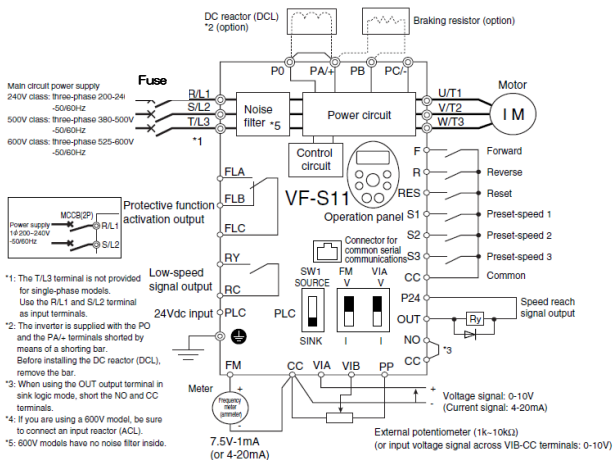 DC reactor (DCL)
*2 (option)
Braking resistor (option)
P0 PA/+ PB PC/-
Main circuit power supply
240V class: three-phase 200-24
-50/60Hz
500V class: three-phase 380-500V
-50/60Hz
600V class: three-phase 525-600V
-50/60Hz
Fuse
R/L1
S/L2
T/L3
*1
Noise
filter *5
Power circuit
U/T1
V/T2
W/T3
Motor
I M
Control
circuit
FLA
FLB
FLC
Protective function
activation output
VF-S11
Operation panel
F Forward
R Reverse
RES Reset
S1 Preset-speed 1
S2 Preset-speed 2
S3 Preset-speed 3
CC Common
MCCB(2P)
Power supply
1Φ200~240V
-50/60Hz
R/L1
S/L2
Connector for
common serial
communications
RY
RC
Low-speed
signal output
SW1 FM VIA
SOURCE V V
PLC
SINK I I
24Vdc input PLC
P24
OUT
NO
CC
Ry
*3
Speed reach
signal output
*1: The T/L3 terminal is not provided
for single-phase models.
Use the R/L1 and S/L2 terminal
as input terminals.
*2: The inverter is supplied with the PO
and the PA/+ terminals shorted by
means of a shorting bar.
Before installing the DC reactor (DCL),
remove the bar.
*3: When using the OUT output terminal in
sink logic mode, short the NO and CC
terminals.
*4: If you are using a 600V model, be sure
to connect an input reactor (ACL).
*5: 600V models have no noise filter inside.
FM CC VIA VIB PP
Meter
+
Frequency
meter
(ammeter)
-
7.5V-1mA
(or 4-20mA)
+
-
Voltage signal: 0-10V
(Current signal: 4-20mA)
External potentiometer (1k~10kΩ)
(or input voltage signal across VIB-CC terminals: 0-10V)